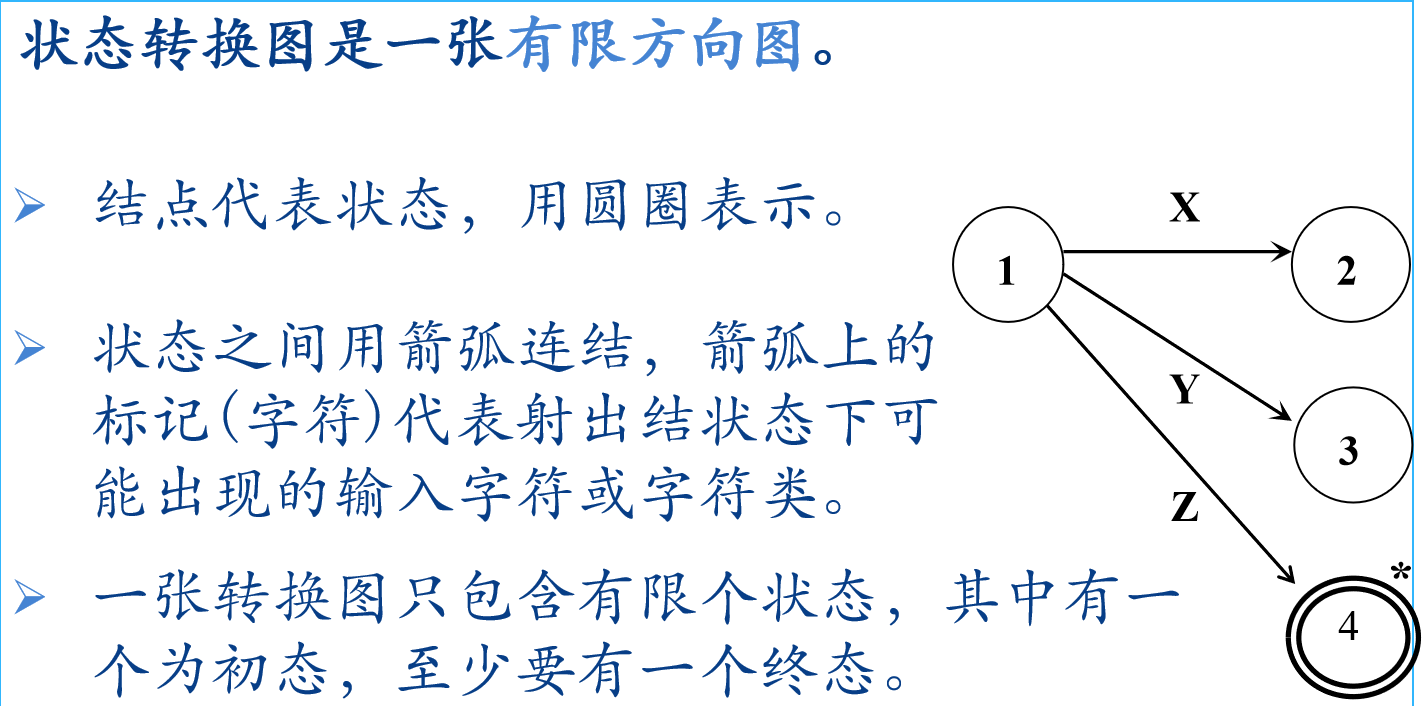 状态转换图是一张有限方向图。
结点代表状态，用圆圈表示。
状态之间用箭弧连结，箭弧上的
标记(字符)代表射出结状态下可
能出现的输入字符或字符类。
一张转换图只包含有限个状态，其中有一
个为初态，至少要有一个终态。
X
1
2
Y
3
Z
*
4